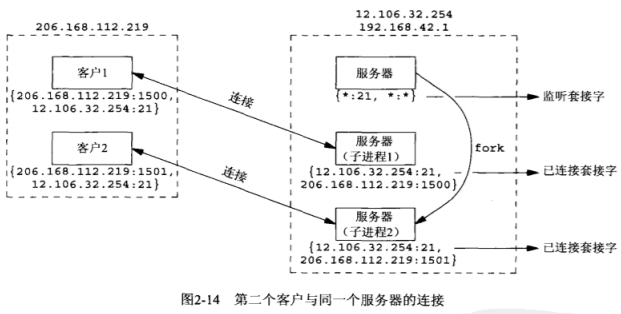 206.168.112.219
12.106.32.254
192.168.42.1
客户1
{206.168.112.219:1500,
12.106.32.254:21}
客户2
{206.168.112.219:1501,
12.106.32.254:21}
连接
连接
服务器
{*:21, *:*}
监听套接字
fork
服务器
（子进程1）
{12.106.32.254:21,
206.168.112.219:1500}
已连接套接字
服务器
（子进程2）
{12.106.32.254:21,
206.168.112.219:1501}
已连接套接字
图2-14 第二个客户与同一个服务器的连接